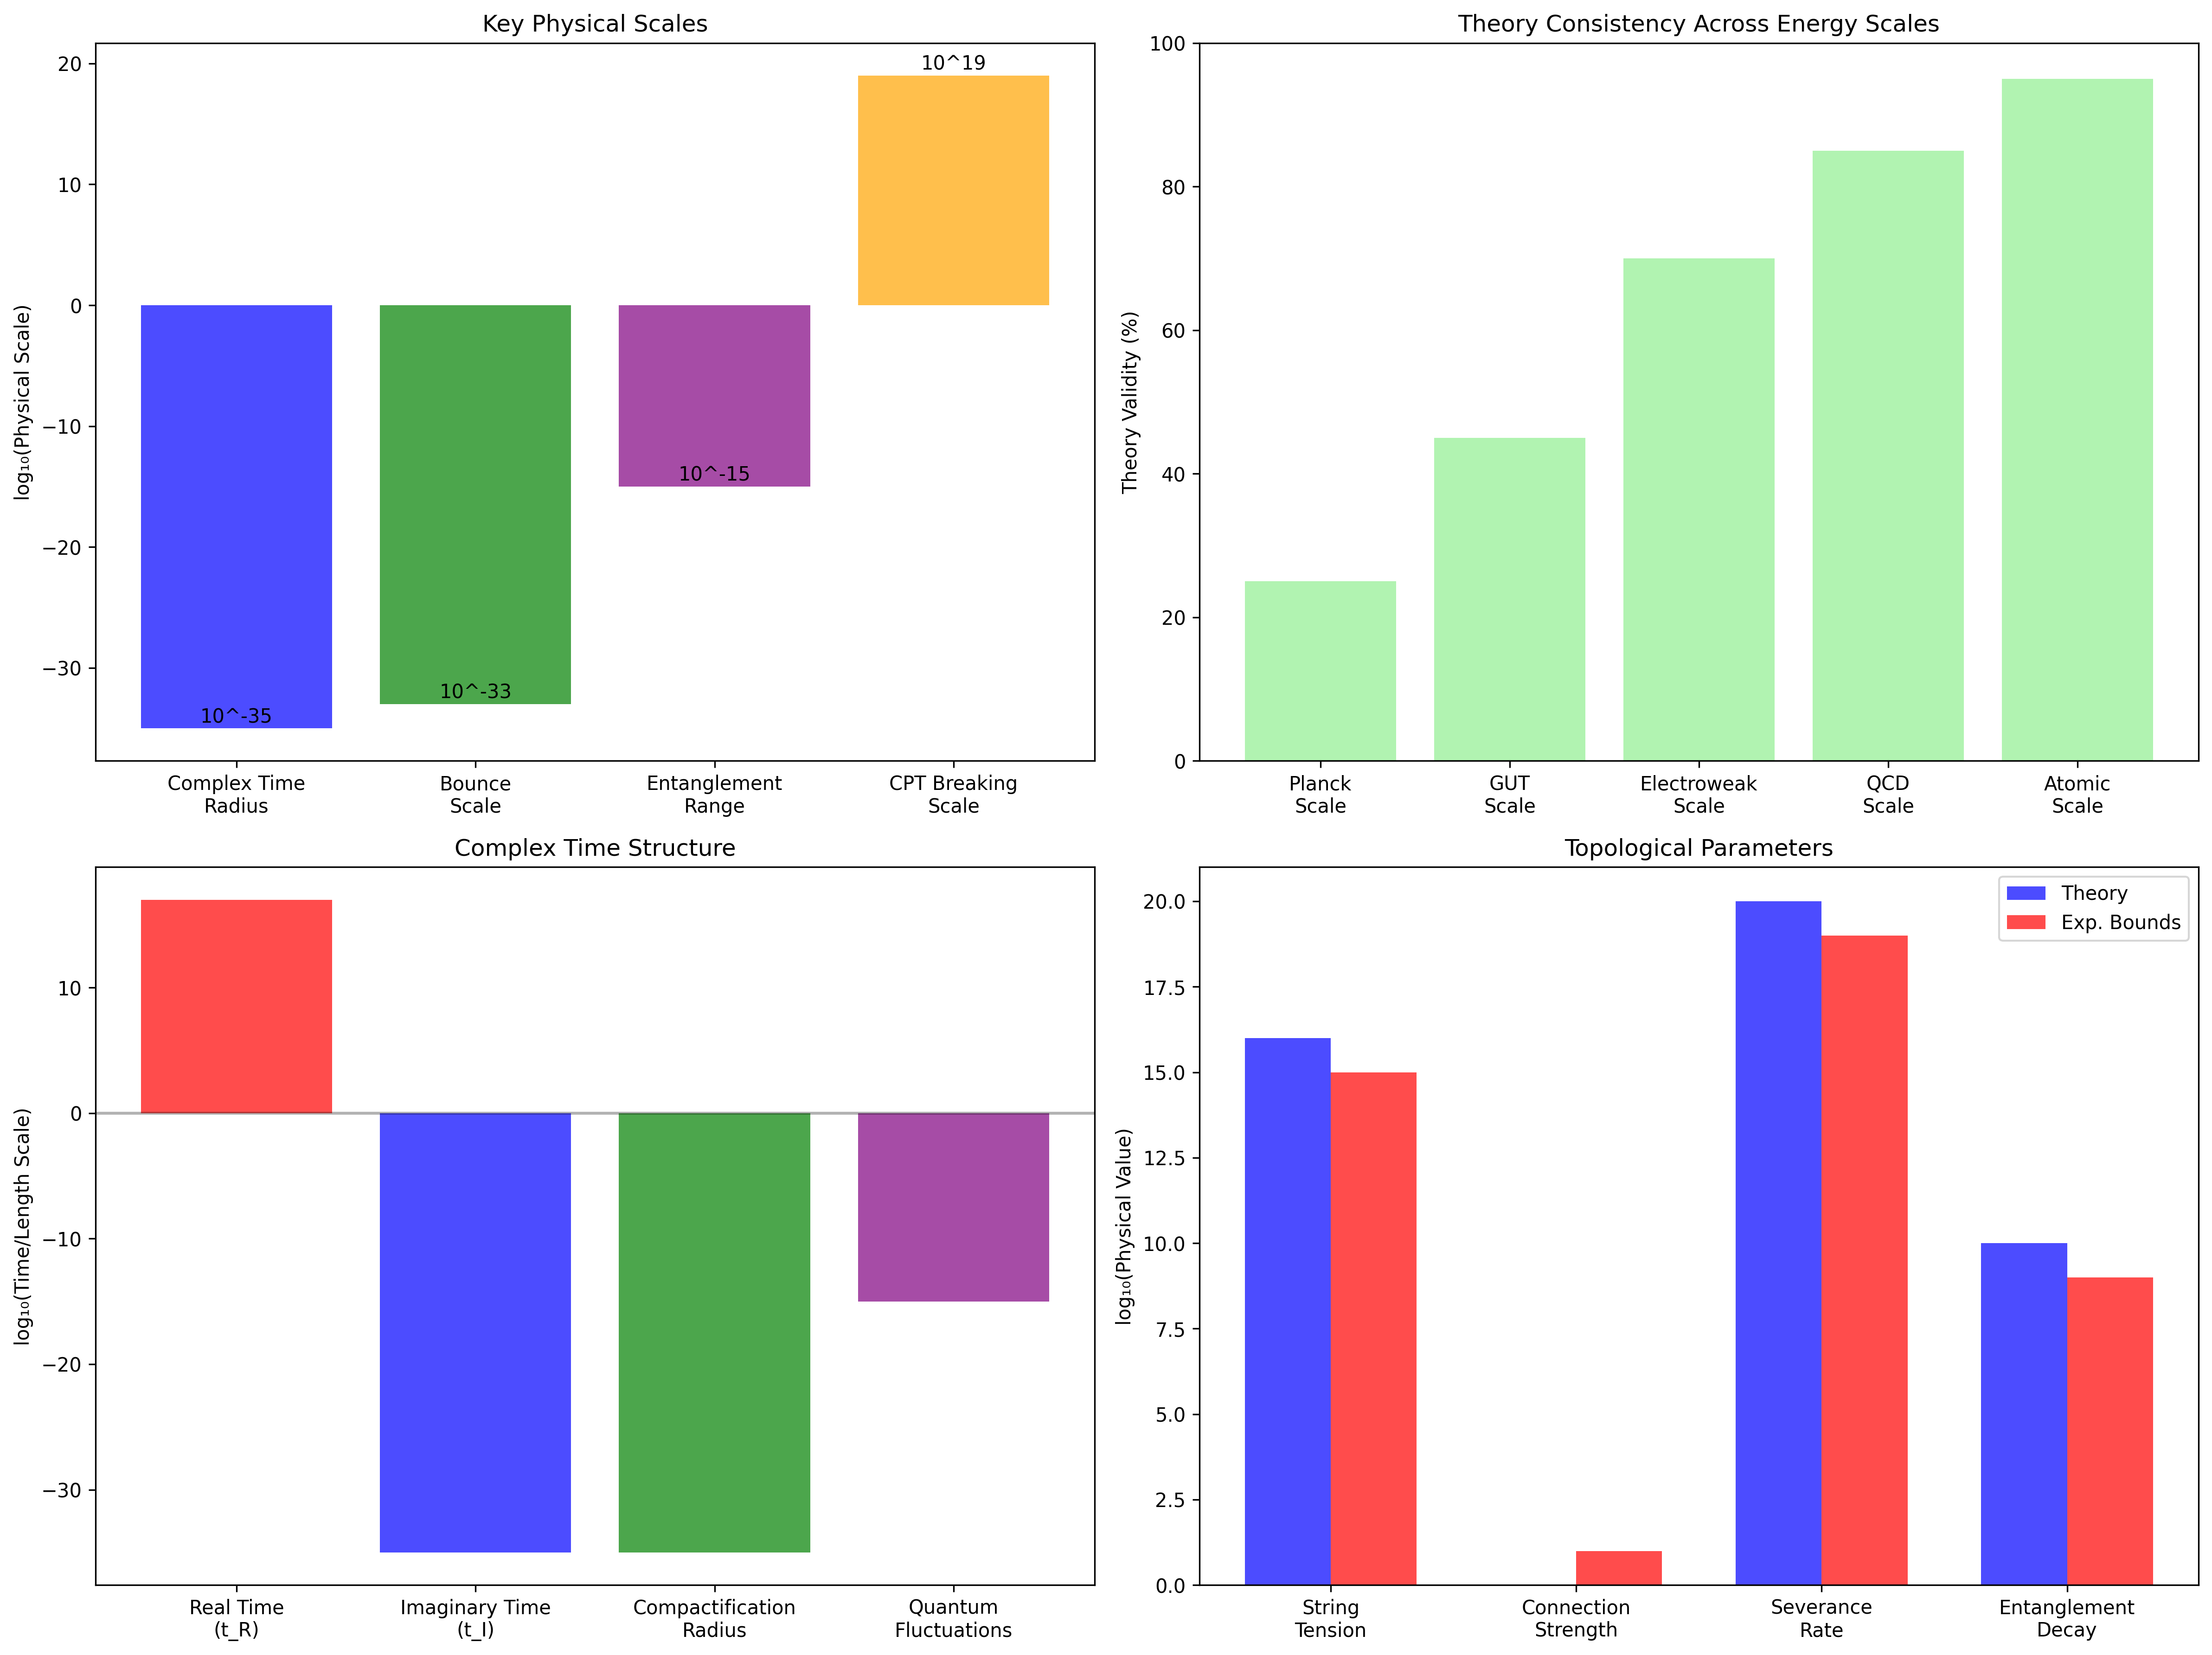 Key Physical Scales
log₁₀(Physical Scale)
20
10
0
−10
−20
−30
10^-35
10^-33
10^-15
10^19
Complex Time
Radius
Bounce
Scale
Entanglement
Range
CPT Breaking
Scale
Theory Consistency Across Energy Scales
Theory Validity (%)
100
80
60
40
20
0
Planck
Scale
GUT
Scale
Electroweak
Scale
QCD
Scale
Atomic
Scale
Complex Time Structure
log₁₀(Time/Length Scale)
10
0
−10
−20
−30
Real Time
(t_R)
Imaginary Time
(t_I)
Compactification
Radius
Quantum
Fluctuations
Topological Parameters
log₁₀(Physical Value)
20.0
17.5
15.0
12.5
10.0
7.5
5.0
2.5
0.0
Theory
Exp. Bounds
String
Tension
Connection
Strength
Severance
Rate
Entanglement
Decay